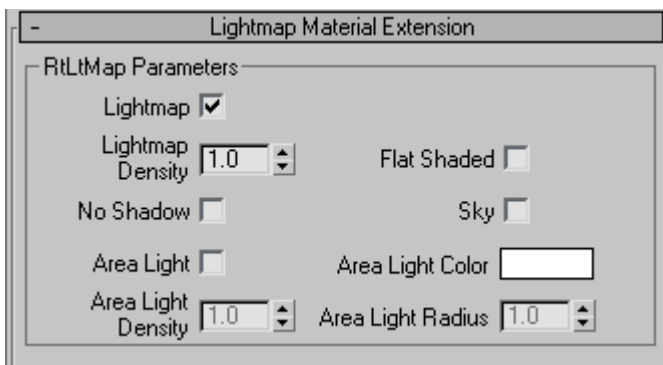 - Lightmap Material Extension
RtLtMap Parameters
Lightmap
Lightmap
Density 1.0 Flat Shaded
No Shadow Sky
Area Light Area Light Color
Area Light
Density 1.0 Area Light Radius 1.0